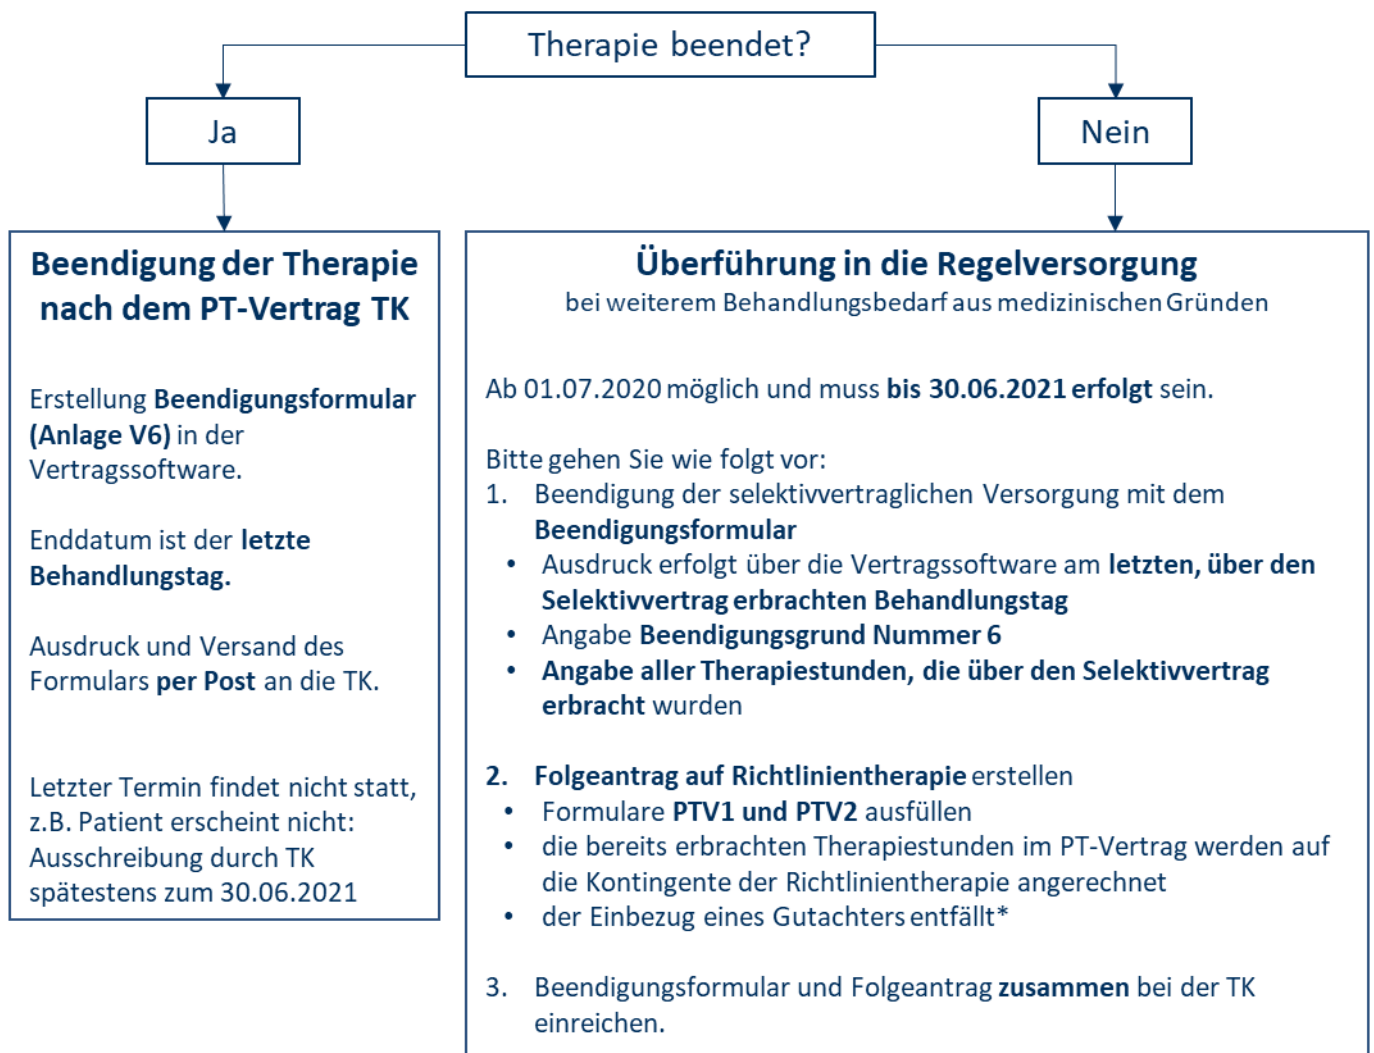 Therapie beendet?
Ja
Nein
Beendigung der Therapie
nach dem PT-Vertrag TK
Erstellung Beendigungsformular
(Anlage V6) in der
Vertragssoftware.
Enddatum ist der letzte
Behandlungstag.
Ausdruck und Versand des
Formulars per Post an die TK.
Letzter Termin findet nicht statt,
z.B. Patient erscheint nicht:
Ausschreibung durch TK
spätestens zum 30.06.2021
Überführung in die Regelversorgung
bei weiterem Behandlungsbedarf aus medizinischen Gründen
Ab 01.07.2020 möglich und muss bis 30.06.2021 erfolgt sein.
Bitte gehen Sie wie folgt vor:
1. Beendigung der selektivvertraglichen Versorgung mit dem
Beendigungsformular
• Ausdruck erfolgt über die Vertragssoftware am letzten, über den
Selektivvertrag erbrachten Behandlungstag
• Angabe Beendigungsgrund Nummer 6
• Angabe aller Therapiestunden, die über den Selektivvertrag
erbracht wurden
2. Folgeantrag auf Richtlinientherapie erstellen
• Formulare PTV1 und PTV2 ausfüllen
• die bereits erbrachten Therapiestunden im PT-Vertrag werden auf
die Kontingente der Richtlinientherapie angerechnet
• der Einbezug eines Gutachters entfällt*
3. Beendigungsformular und Folgeantrag zusammen bei der TK
einreichen.